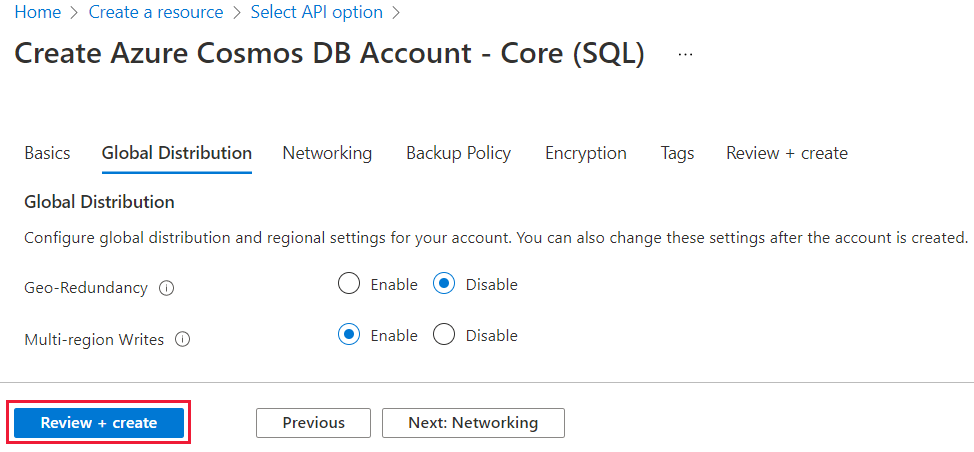 Home > Create a resource > Select API option >
Create Azure Cosmos DB Account - Core (SQL) ...
Basics Global Distribution Networking Backup Policy Encryption Tags Review + create
Global Distribution
Configure global distribution and regional settings for your account. You can also change these settings after the account is created.
Geo-Redundancy Enable Disable
Multi-region Writes Enable Disable
Review + create Previous Next: Networking